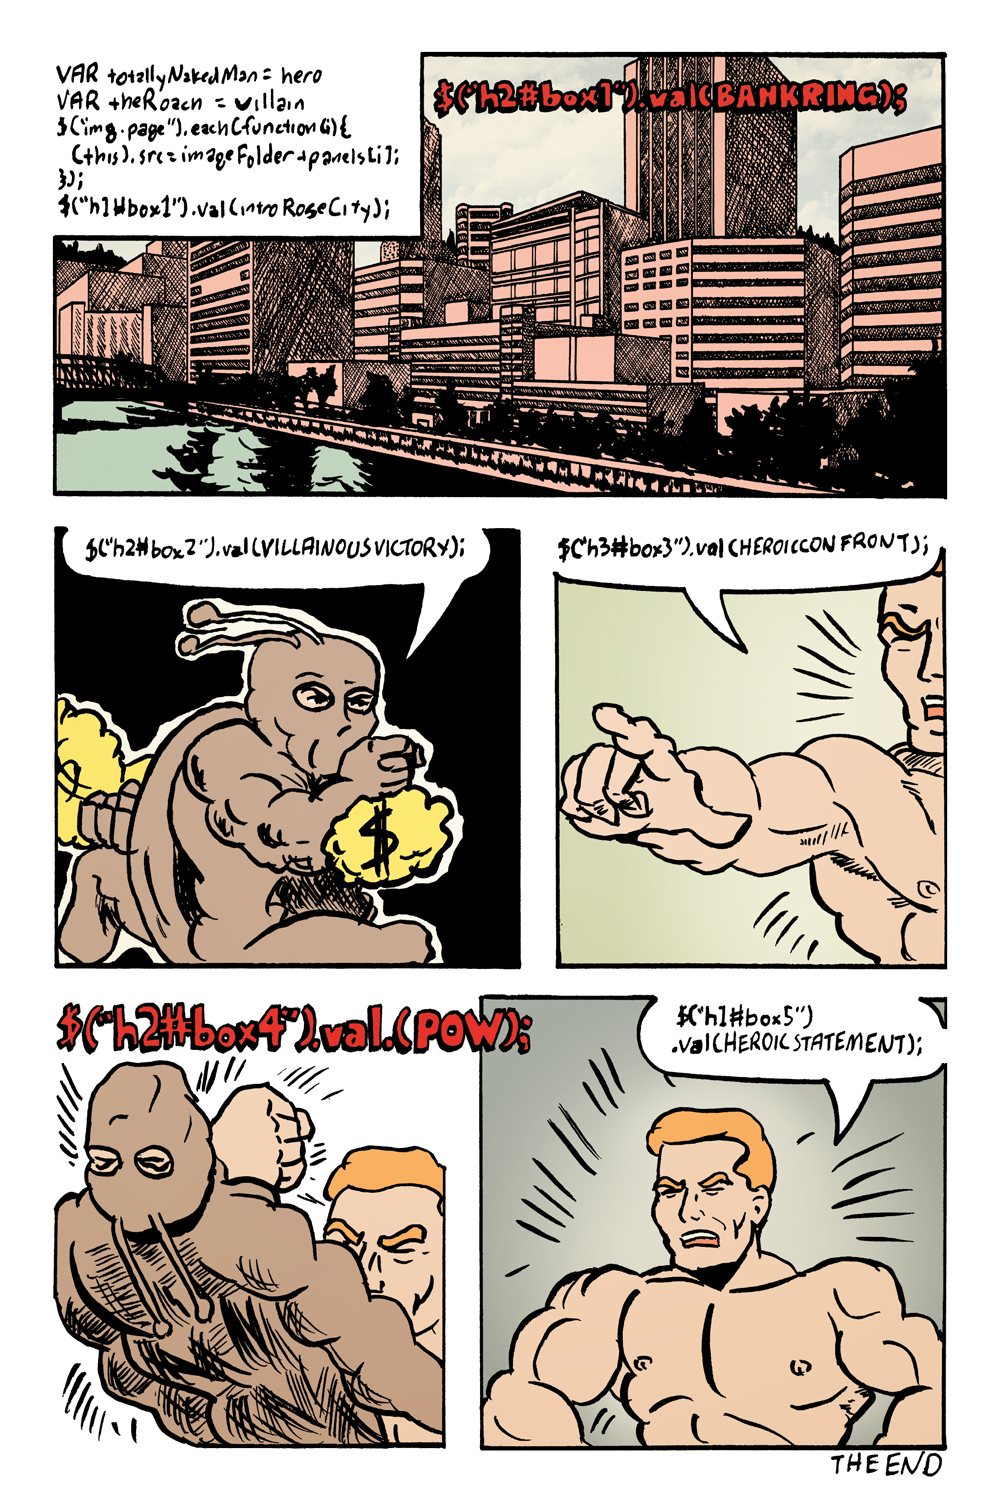 VAR totallyNakedMan = hero
VAR theRoach = villain
$("img.page").each(function(i){
(this).src=imageFolder+panels[i];
});
$("h1#box1").val(introRoseCity);
$("h2#box1").val(BANKRING);
$("h2#box2").val(VILLAINOUSVICTORY);
$("h3#box3").val(HEROICCONFRONT);
$("h2#box4").val.(POW);
$("h1#box5")
.val(HEROICSTATEMENT);
$
$
THE END